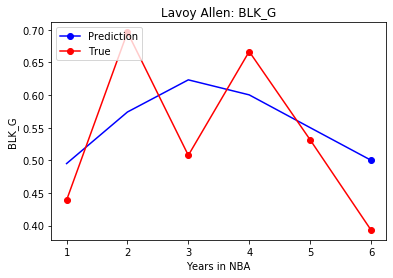 Lavoy Allen: BLK_G
Prediction
True
BLK_G
0.70
0.65
0.60
0.55
0.50
0.45
0.40
1 2 3 4 5 6
Years in NBA